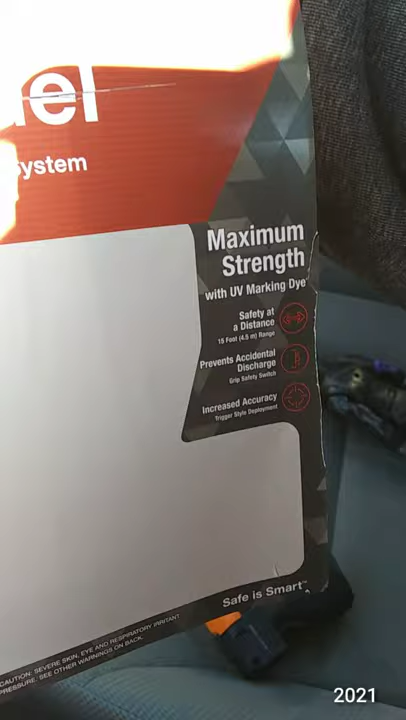 uel
System
Maximum
Strength
with UV Marking Dye
Safety at
a Distance
15 Foot (4.5 m) Range
Prevents Accidental
Discharge
Grip Safety Switch
Increased Accuracy
Trigger Style Deployment
Safe is Smart™
CAUTION: SEVERE SKIN, EYE AND RESPIRATORY IRRITANT
PRESSURE. SEE OTHER WARNINGS ON BACK.
2021